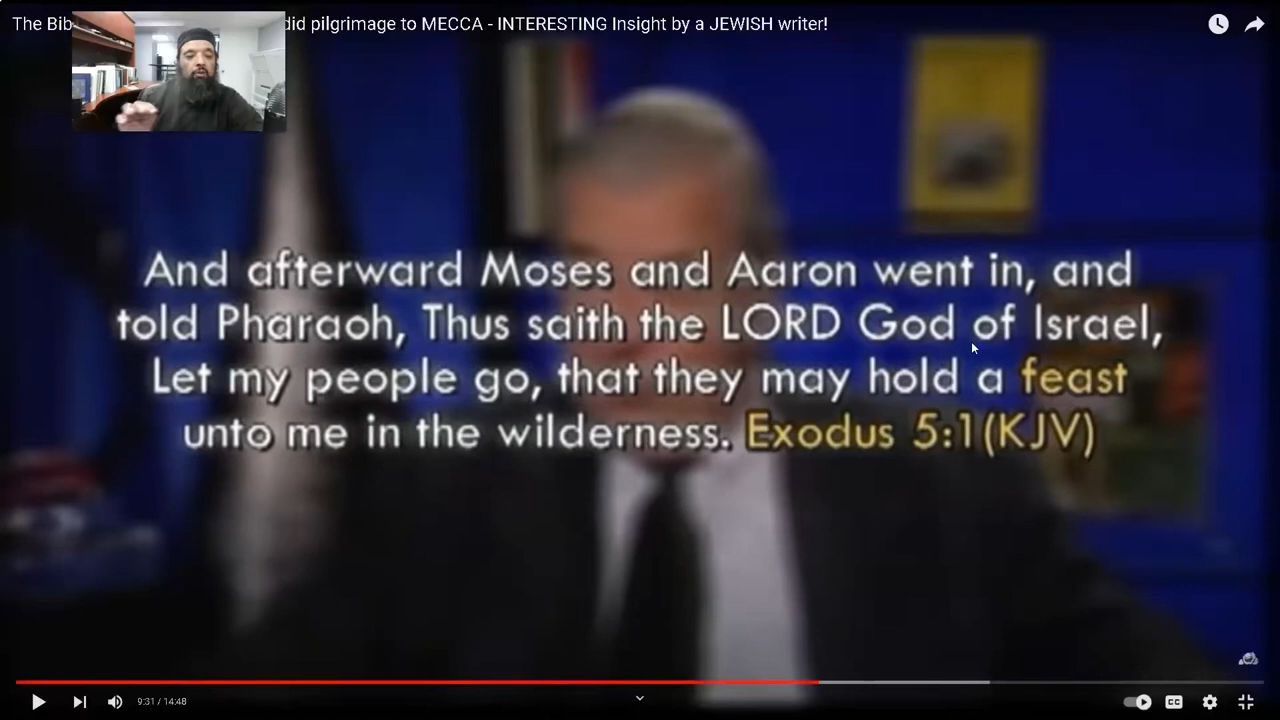 The Bib did pilgrimage to MECCA - INTERESTING Insight by a JEWISH writer!
And afterward Moses and Aaron went in, and
told Pharaoh, Thus saith the LORD God of Israel,
Let my people go, that they may hold a feast
unto me in the wilderness. Exodus 5:1(KJV)
9:31 / 14:48
CC